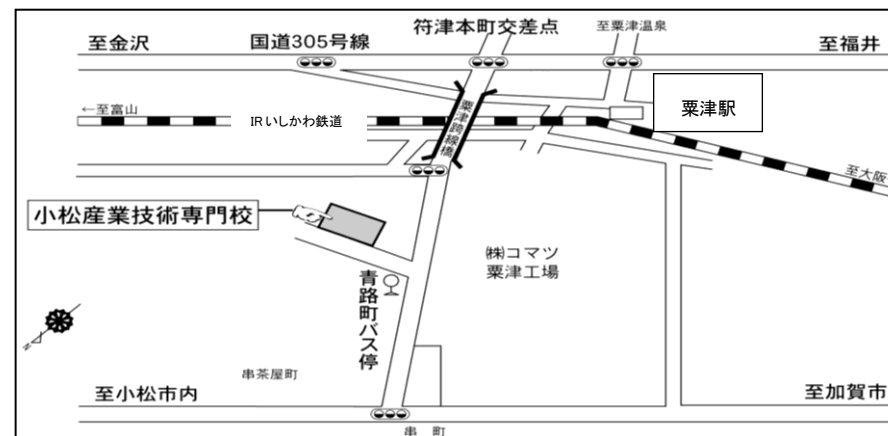 符津本町交差点
至粟津温泉
至金沢
国道305号線
至福井
←至富山
IRいしかわ鉄道
粟津跨線橋
粟津駅
至大阪
小松産業技術専門校
㈱コマツ
粟津工場
青路町バス停
N
串茶屋町
至小松市内
至加賀市
串 町